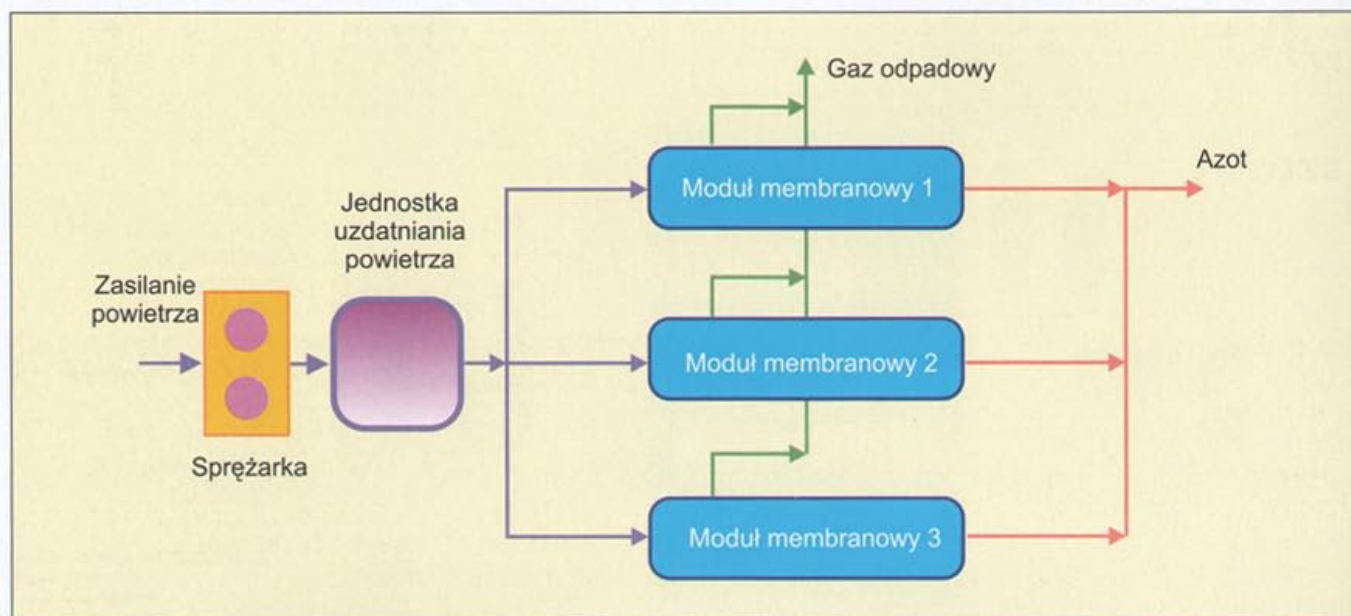 Gaz odpadowy
Azot
Moduł membranowy 1
Jednostka
uzdatniania
powietrza
Zasilanie
powietrza
Moduł membranowy 2
Sprężarka
Moduł membranowy 3